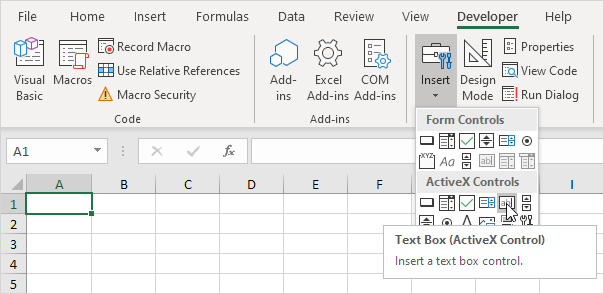 File Home Insert Formulas Data Review View Developer
Visual Basic
Macros
Record Macro
Use Relative References
Macro Security
Code
Add-ins
Excel Add-ins
COM Add-ins
Add-ins
Insert
Design Mode
Properties
View Code
Run Dialog
Form Controls
XYZ Aa ab|
ActiveX Controls
ab|
A
A1
fx
A B C D E F I
1
2
3
4
5
Text Box (ActiveX Control)
Insert a text box control.